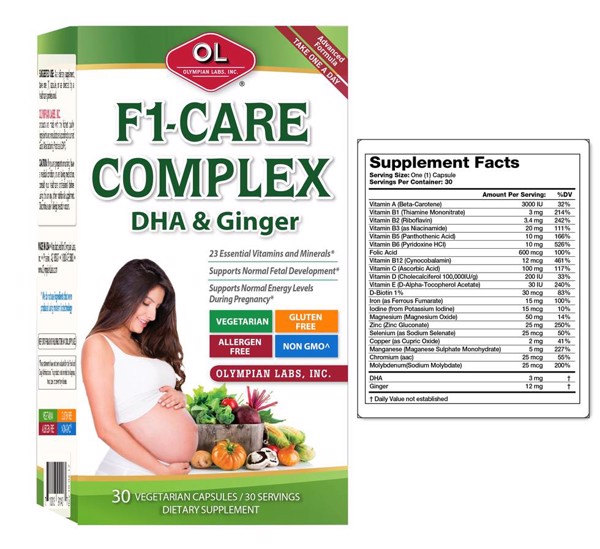 OL
OLYMPIAN LABS, INC.
®
Advanced
Formula
TAKE ONE A DAY
F1-CARE
COMPLEX
DHA & Ginger
23 Essential Vitamins and Minerals*
Supports Normal Fetal Development*
Supports Normal Energy Levels
During Pregnancy*
VEGETARIAN
GLUTEN
FREE
ALLERGEN
FREE
NON GMO^
OLYMPIAN LABS, INC.
30 VEGETARIAN CAPSULES / 30 SERVINGS
DIETARY SUPPLEMENT
Supplement Facts
Serving Size: One (1) Capsule
Servings Per Container: 30
Amount Per Serving: %DV
Vitamin A (Beta-Carotene) 3000 IU 32%
Vitamin B1 (Thiamine Mononitrate) 3 mg 214%
Vitamin B2 (Riboflavin) 3.4 mg 242%
Vitamin B3 (as Niacinamide) 20 mg 111%
Vitamin B5 (Panthothenic Acid) 10 mg 166%
Vitamin B6 (Pyridoxine HCI) 10 mg 526%
Folic Acid 600 mcg 100%
Vitamin B12 (Cynocobalamin) 12 mcg 461%
Vitamin C (Ascorbic Acid) 100 mg 117%
Vitamin D (Cholecalciferol 100,000IU/g) 200 IU 33%
Vitamin E (D-Alpha-Tocopherol Acetate) 30 IU 240%
D-Biotin 1% 30 mcg 83%
Iron (as Ferrous Fumarate) 15 mg 100%
Iodine (from Potassium Iodine) 15 mcg 10%
Magnesium (Magnesium Oxide) 50 mg 14%
Zinc (Zinc Gluconate) 25 mg 250%
Selenium (as Sodium Selenate) 25 mcg 50%
Copper (as Cupric Oxide) 2 mg 41%
Manganese (Maganese Sulphate Monohydrate) 5 mg 227%
Chromium (aac) 25 mcg 55%
Molybdenum(Sodium Molybdate) 25 mcg 200%
DHA 3 mg †
Ginger 12 mg †
† Daily Value not established